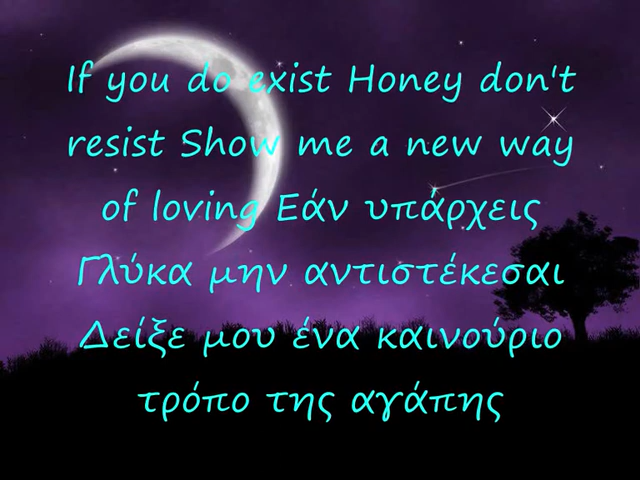 If you do exist Honey don't
resist Show me a new way
of loving Εάν υπάρχεις
Γλύκα μην αντιστέκεσαι
Δείξε μου ένα καινούριο
τρόπο της αγάπης